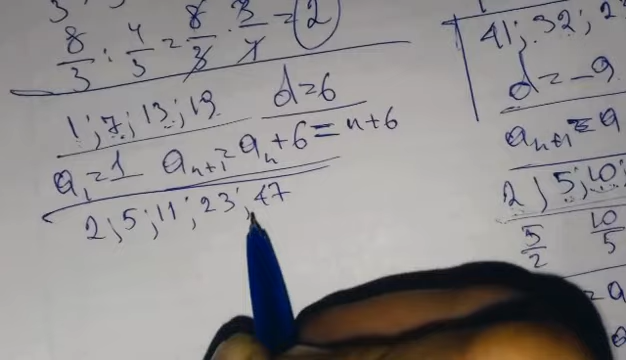 8/3 : 4/3 = 8/3 · 3/4 = 2
1; 7; 13; 19 d=6
a₁=1 aₙ₊₁=aₙ+6=n+6
2; 5; 11; 23; 47
41; 32; 2
d=-9
aₙ₊₁=a
2; 5; 10;
5/2 10/5
=a